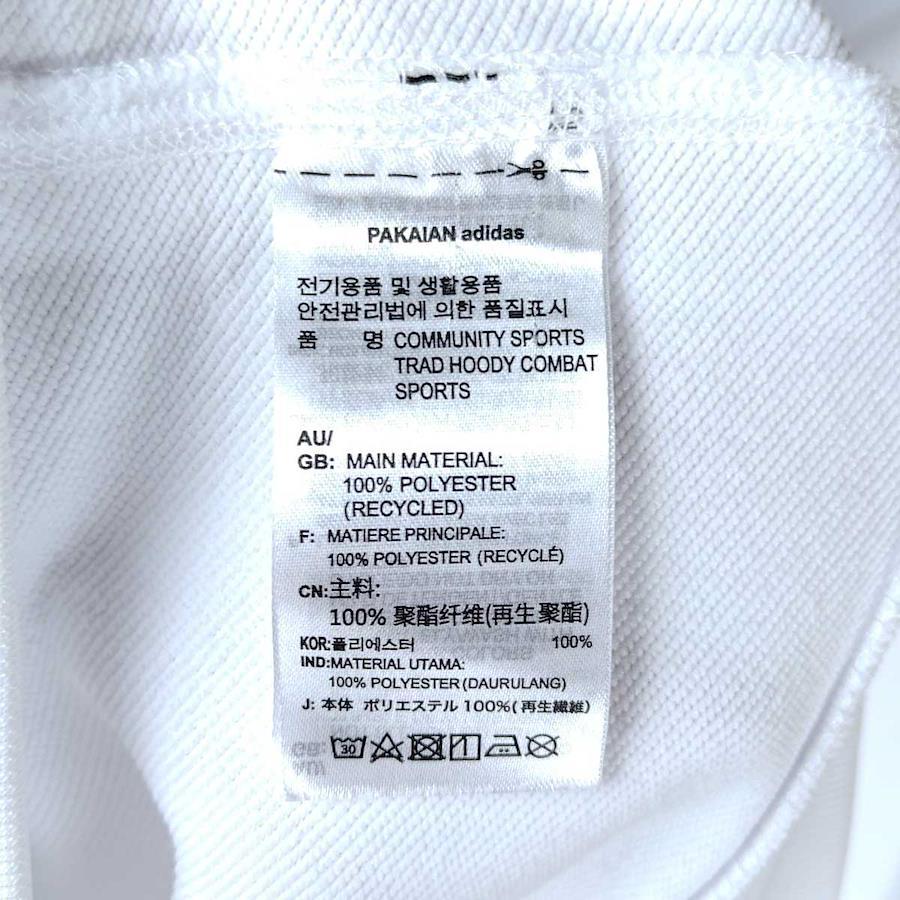 PAKAIAN adidas
전기용품 및 생활용품
안전관리법에 의한 품질표시
품 명 COMMUNITY SPORTS
TRAD HOODY COMBAT
SPORTS
AU/
GB: MAIN MATERIAL:
100% POLYESTER
(RECYCLED)
F: MATIERE PRINCIPALE:
100% POLYESTER (RECYCLÉ)
CN:主料:
100% 聚酯纤维(再生聚酯)
KOR:폴리에스터 100%
IND:MATERIAL UTAMA:
100% POLYESTER(DAURULANG)
J: 本体 ポリエステル 100%(再生繊維)
30